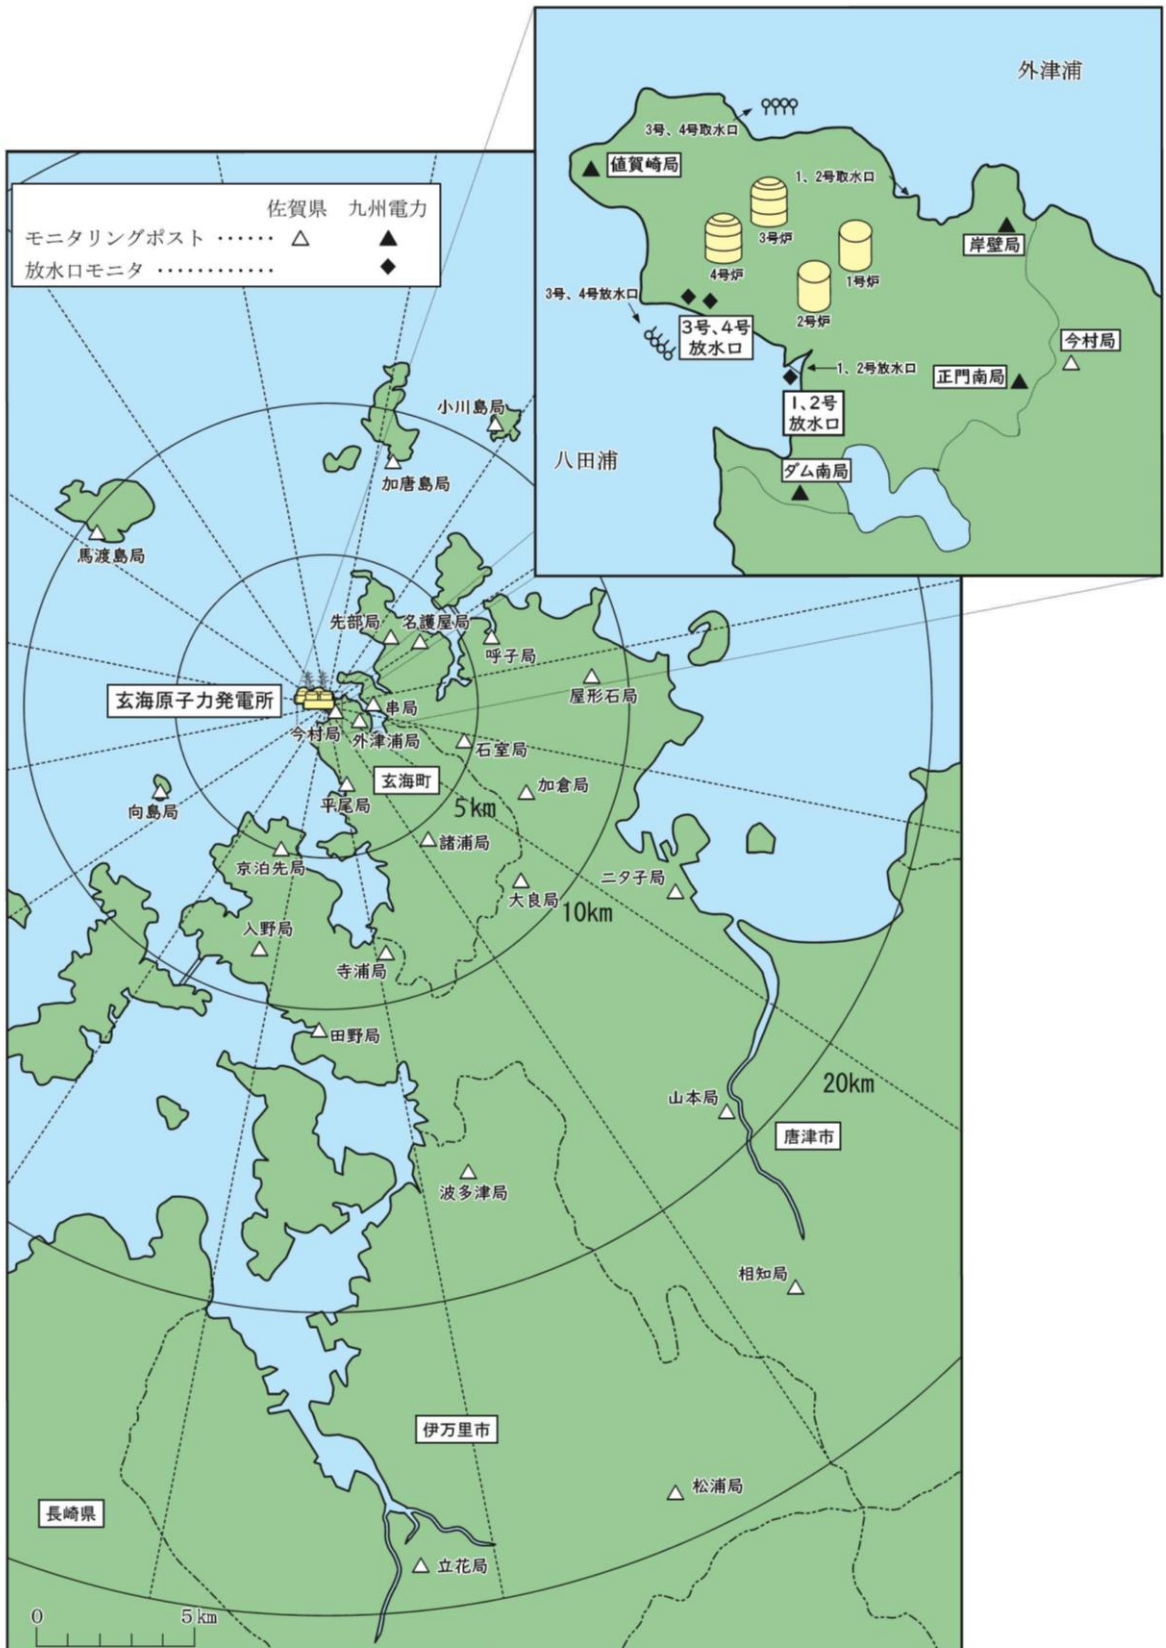 外津浦
3号、4号取水口
値賀崎局
1、2号取水口
3号炉
岸壁局
4号炉
1号炉
3号、4号放水口
2号炉
3号、4号
放水口
今村局
1、2号放水口
正門南局
1、2号
放水口
八田浦
ダム南局
佐賀県 九州電力
モニタリングポスト ⋯⋯ △ ▲
放水口モニタ ⋯⋯⋯⋯ ◆
小川島局
加唐島局
馬渡島局
先部局
名護屋局
呼子局
屋形石局
玄海原子力発電所
串局
今村局
外津浦局
石室局
玄海町
加倉局
向島局
平尾局
5km
諸浦局
京泊先局
二タ子局
大良局
10km
入野局
寺浦局
田野局
20km
山本局
唐津市
波多津局
相知局
伊万里市
松浦局
長崎県
立花局
0 5km